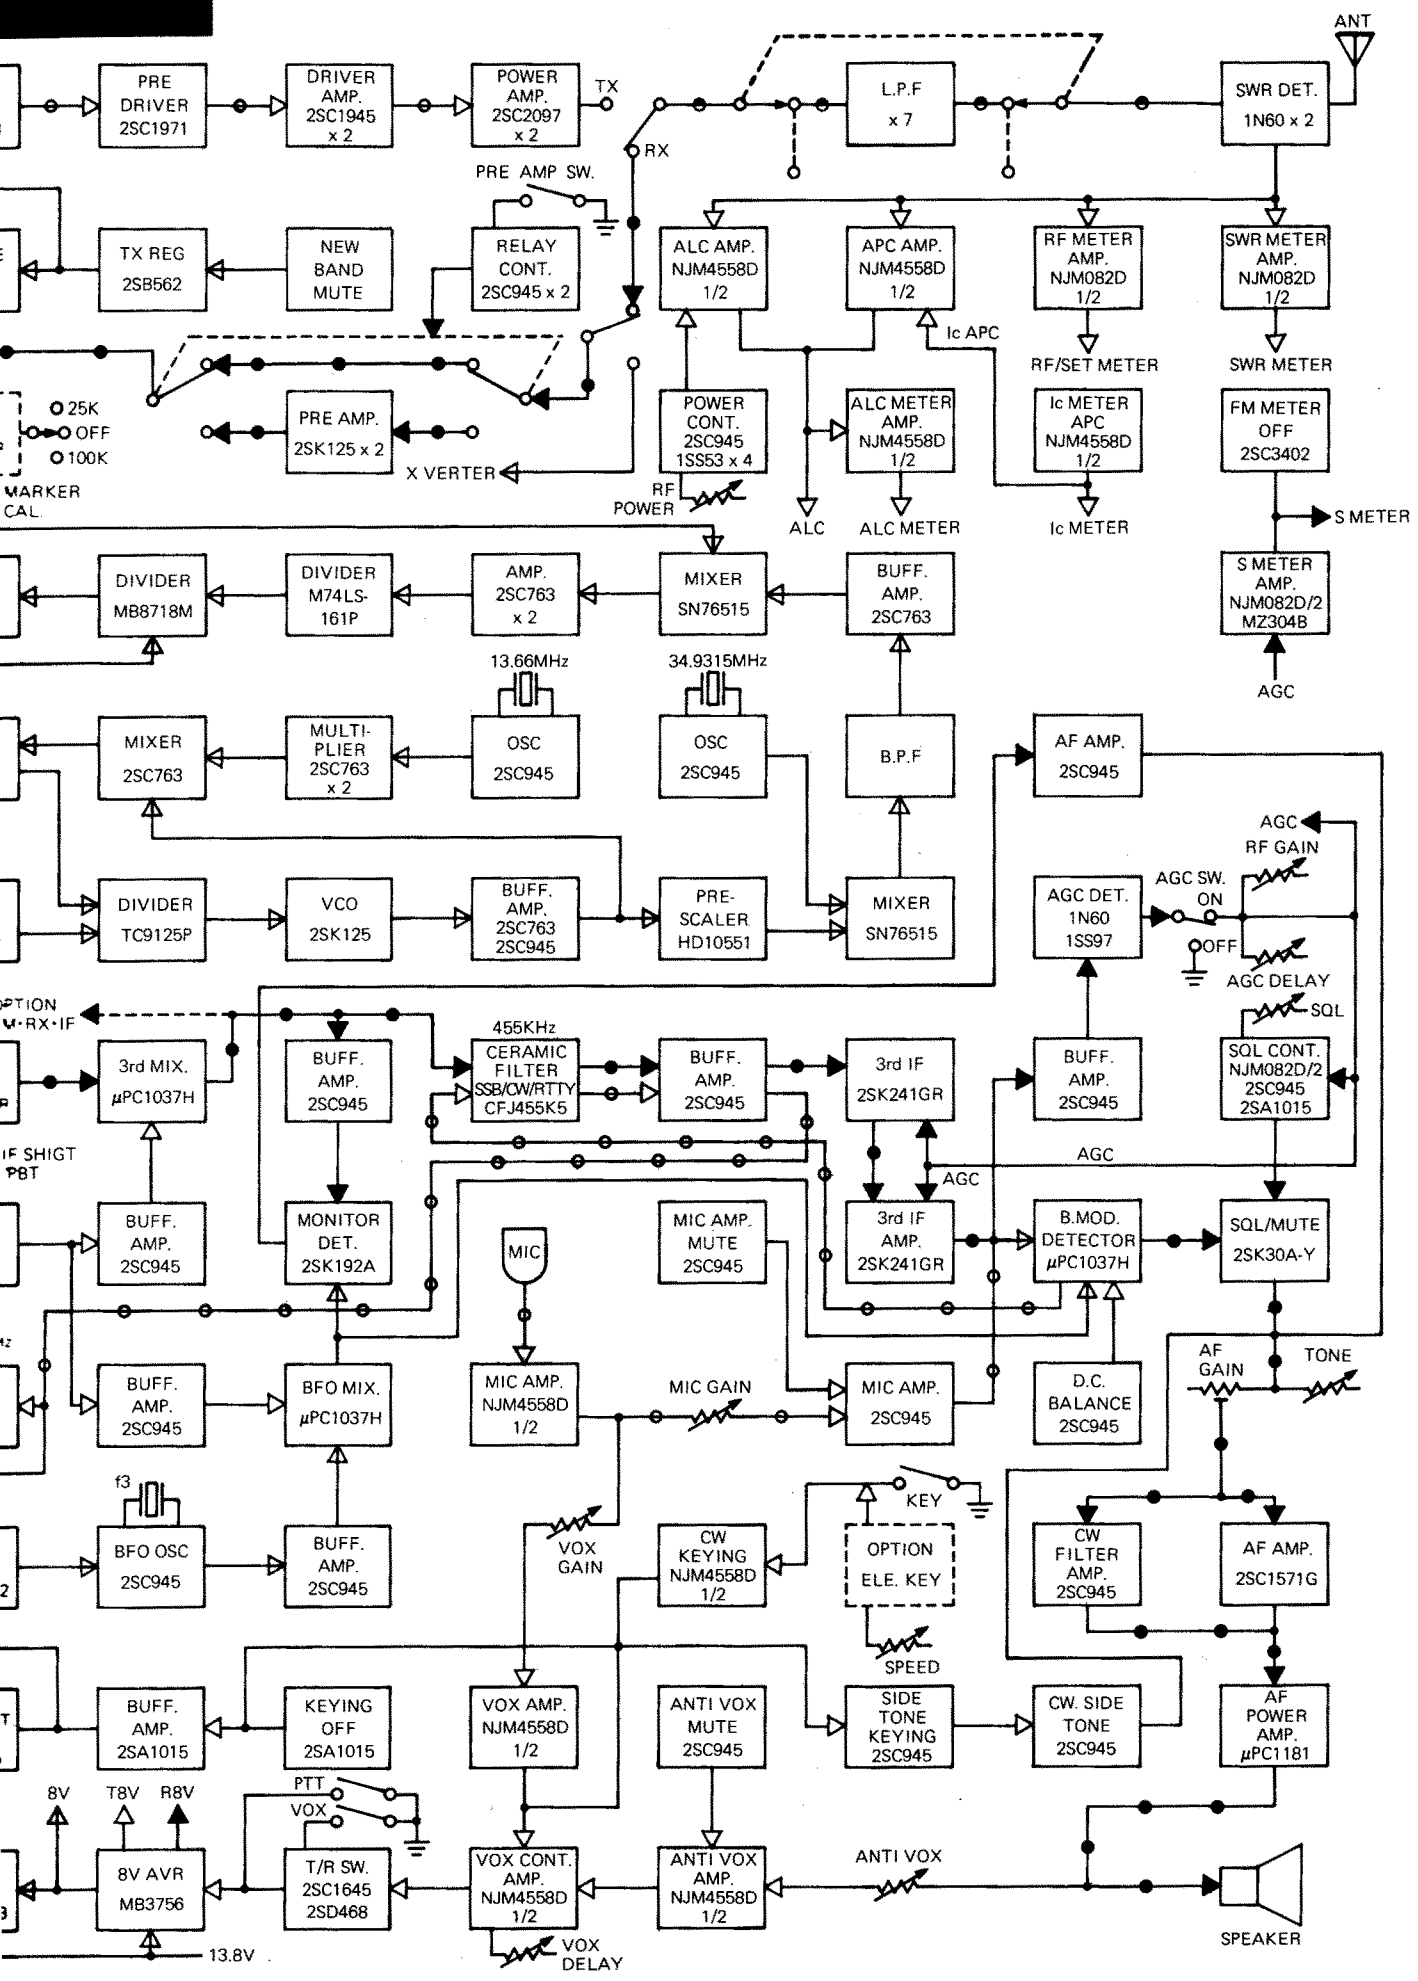 ANT
PRE
DRIVER
2SC1971
DRIVER
AMP.
2SC1945
x 2
POWER
AMP.
2SC2097
x 2
TX
RX
L.P.F
x 7
SWR DET.
1N60 x 2
PRE AMP SW.
TX REG
2SB562
NEW
BAND
MUTE
RELAY
CONT.
2SC945 x 2
ALC AMP.
NJM4558D
1/2
APC AMP.
NJM4558D
1/2
RF METER
AMP.
NJM082D
1/2
SWR METER
AMP.
NJM082D
1/2
Ic APC
RF/SET METER
SWR METER
25K
OFF
100K
MARKER
CAL.
PRE AMP.
2SK125 x 2
X VERTER
POWER
CONT.
2SC945
1SS53 x 4
RF
POWER
ALC METER
AMP.
NJM4558D
1/2
Ic METER
APC
NJM4558D
1/2
FM METER
OFF
2SC3402
ALC
ALC METER
Ic METER
S METER
DIVIDER
MB8718M
DIVIDER
M74LS-
161P
AMP.
2SC763
x 2
MIXER
SN76515
BUFF.
AMP.
2SC763
S METER
AMP.
NJM082D/2
MZ304B
AGC
13.66MHz
34.9315MHz
MIXER
2SC763
MULTI-
PLIER
2SC763
x 2
OSC
2SC945
OSC
2SC945
B.P.F
AF AMP.
2SC945
AGC
RF GAIN
DIVIDER
TC9125P
VCO
2SK125
BUFF.
AMP.
2SC763
2SC945
PRE-
SCALER
HD10551
MIXER
SN76515
AGC DET.
1N60
1SS97
AGC SW.
ON
OFF
AGC DELAY
SQL
OPTION
M·RX·IF
3rd MIX.
μPC1037H
BUFF.
AMP.
2SC945
455KHz
CERAMIC
FILTER
SSB/CW/RTTY
CFJ455K5
BUFF.
AMP.
2SC945
3rd IF
2SK241GR
BUFF.
AMP.
2SC945
SQL CONT.
NJM082D/2
2SC945
2SA1015
IF SHIGT
PBT
AGC
AGC
BUFF.
AMP.
2SC945
MONITOR
DET.
2SK192A
MIC
MIC AMP.
MUTE
2SC945
3rd IF
AMP.
2SK241GR
B.MOD.
DETECTOR
μPC1037H
SQL/MUTE
2SK30A-Y
BUFF.
AMP.
2SC945
BFO MIX.
μPC1037H
MIC AMP.
NJM4558D
1/2
MIC GAIN
MIC AMP.
2SC945
D.C.
BALANCE
2SC945
AF
GAIN
TONE
f3
BFO OSC
2SC945
BUFF.
AMP.
2SC945
VOX
GAIN
CW
KEYING
NJM4558D
1/2
KEY
OPTION
ELE. KEY
SPEED
CW
FILTER
AMP.
2SC945
AF AMP.
2SC1571G
BUFF.
AMP.
2SA1015
KEYING
OFF
2SA1015
VOX AMP.
NJM4558D
1/2
ANTI VOX
MUTE
2SC945
SIDE
TONE
KEYING
2SC945
CW. SIDE
TONE
2SC945
AF
POWER
AMP.
μPC1181
8V
T8V
R8V
PTT
VOX
8V AVR
MB3756
T/R SW.
2SC1645
2SD468
VOX CONT.
AMP.
NJM4558D
1/2
ANTI VOX
AMP.
NJM4558D
1/2
ANTI VOX
SPEAKER
13.8V
VOX
DELAY